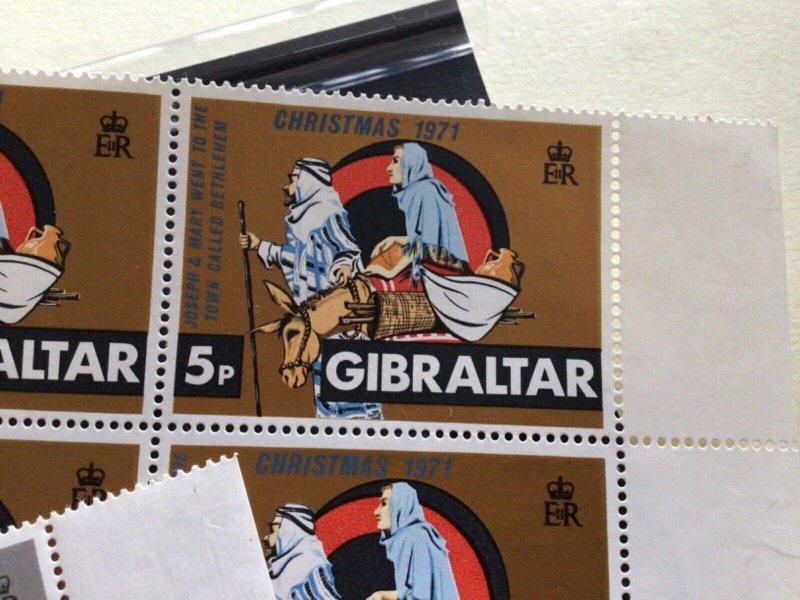 CHRISTMAS 1971
EIIR
EIIR
JOSEPH & MARY WENT TO THE
TOWN CALLED BETHLEHEM
ALTAR
5P
GIBRALTAR
THE
CHRISTMAS 1971
EIIR
EIIR